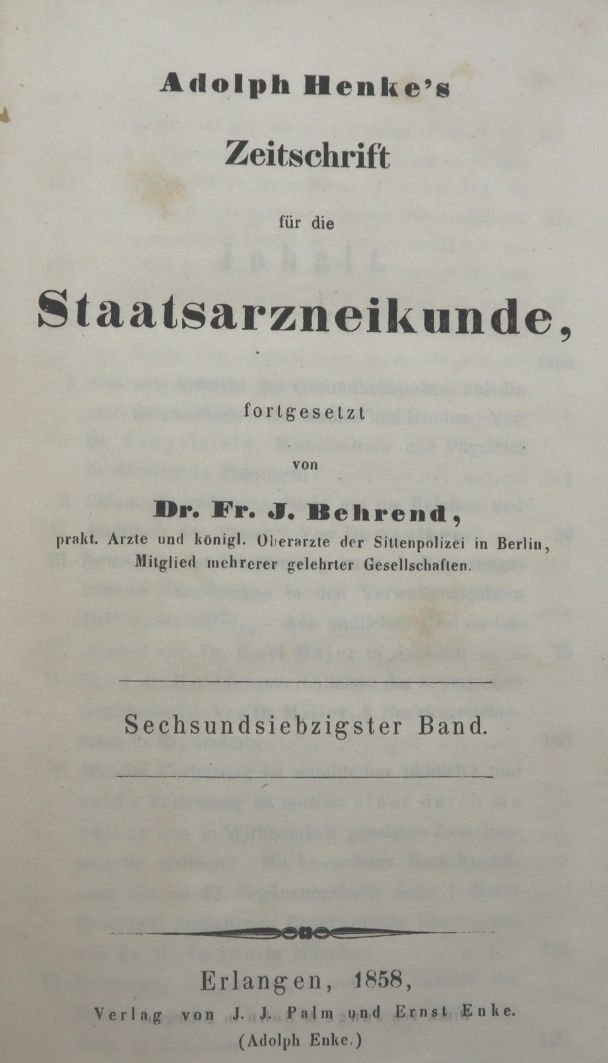 Adolph Henke's
Zeitschrift
für die
Staatsarzneikunde,
fortgesetzt
von
Dr. Fr. J. Behrend,
prakt. Arzte und königl. Oberarzte der Sittenpolizei in Berlin,
Mitglied mehrerer gelehrter Gesellschaften.
Sechsundsiebzigster Band.
Erlangen, 1858,
Verlag von J. J. Palm und Ernst Enke.
(Adolph Enke.)